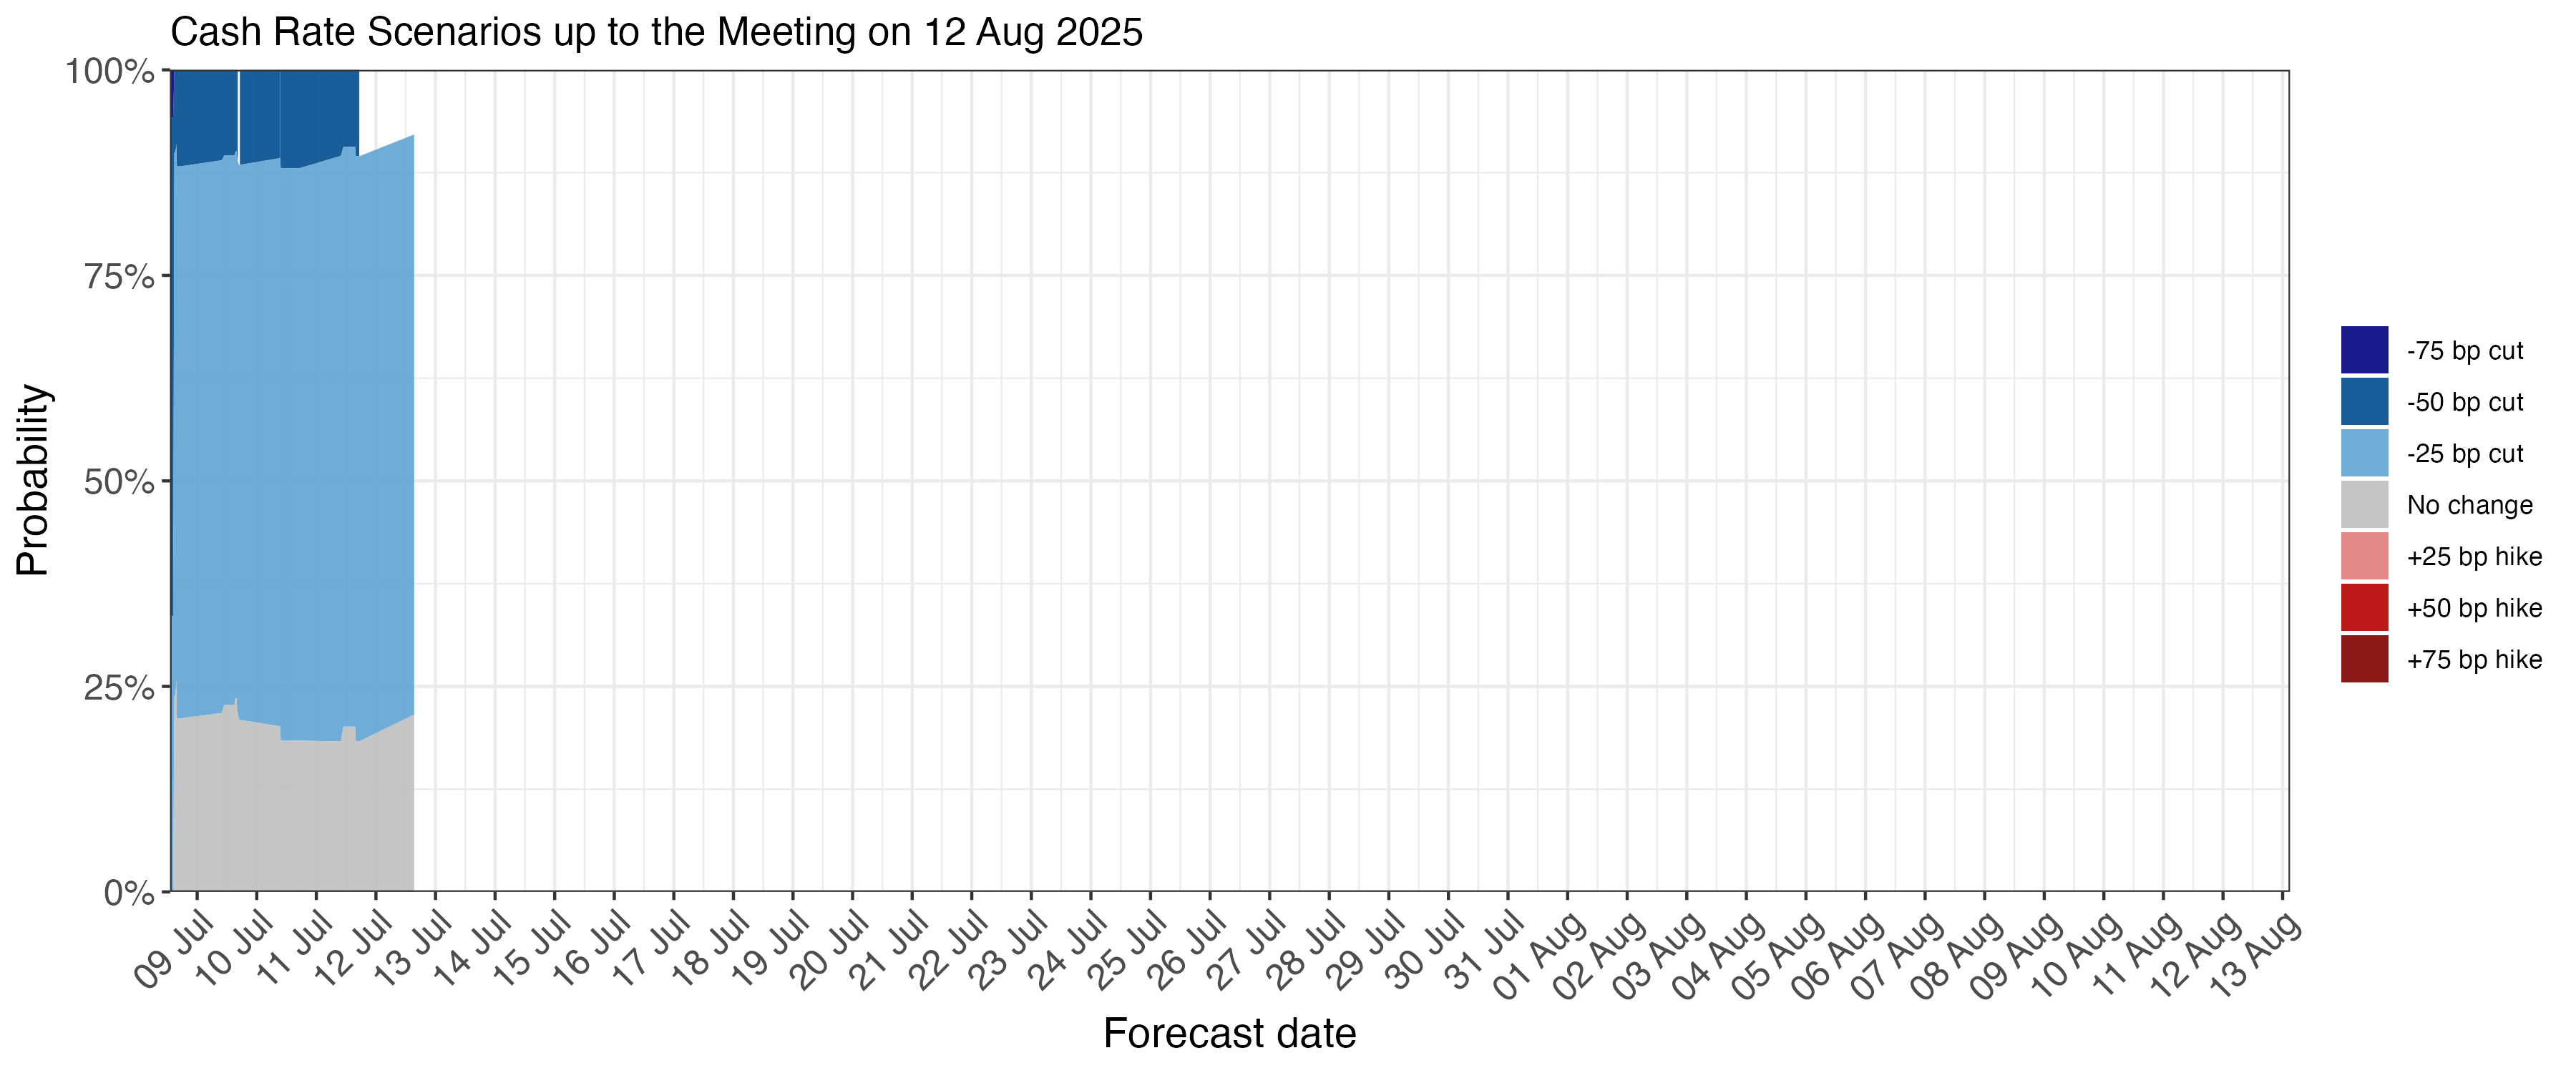 Cash Rate Scenarios up to the Meeting on 12 Aug 2025
100%
75%
50%
25%
0%
Probability
09 Jul
10 Jul
11 Jul
12 Jul
13 Jul
14 Jul
15 Jul
16 Jul
17 Jul
18 Jul
19 Jul
20 Jul
21 Jul
22 Jul
23 Jul
24 Jul
25 Jul
26 Jul
27 Jul
28 Jul
29 Jul
30 Jul
31 Jul
01 Aug
02 Aug
03 Aug
04 Aug
05 Aug
06 Aug
07 Aug
08 Aug
09 Aug
10 Aug
11 Aug
12 Aug
13 Aug
Forecast date
-75 bp cut
-50 bp cut
-25 bp cut
No change
+25 bp hike
+50 bp hike
+75 bp hike